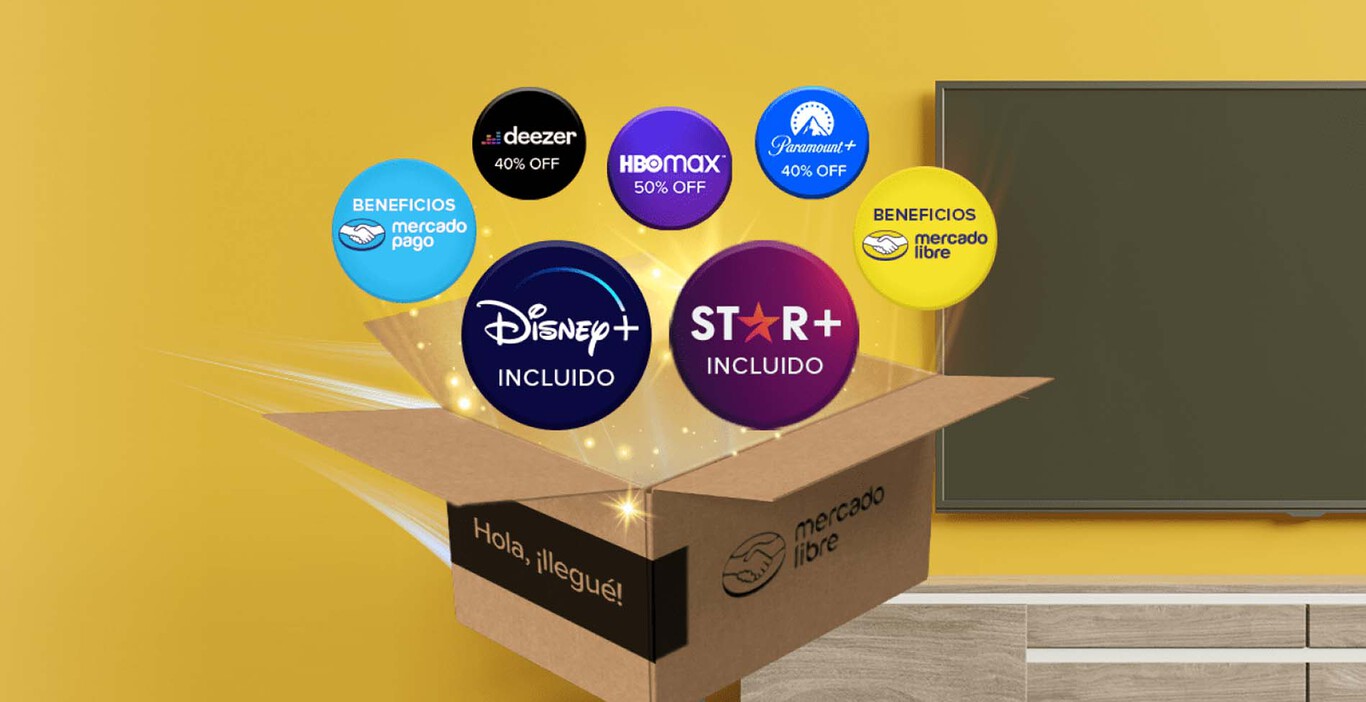 deezer
40% OFF
HBOMAX
50% OFF
Paramount+
40% OFF
BENEFICIOS
mercado
pago
BENEFICIOS
mercado
libre
Disney+
INCLUIDO
STAR+
INCLUIDO
Hola, ¡llegué!
mercado
libre